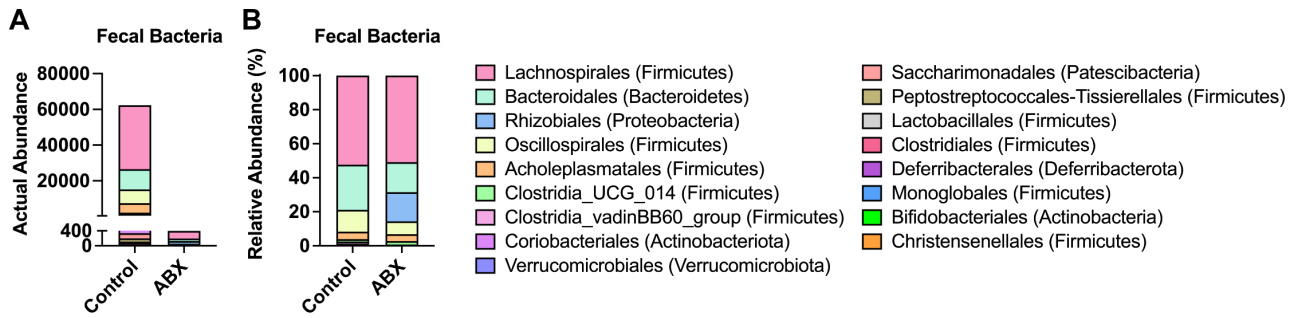 A
Fecal Bacteria
Actual Abundance
80000
60000
40000
20000
400
0
Control
ABX
B
Fecal Bacteria
Relative Abundance (%)
100
80
60
40
20
0
Control
ABX
Lachnospirales (Firmicutes)
Bacteroidales (Bacteroidetes)
Rhizobiales (Proteobacteria)
Oscillospirales (Firmicutes)
Acholeplasmatales (Firmicutes)
Clostridia_UCG_014 (Firmicutes)
Clostridia_vadinBB60_group (Firmicutes)
Coriobacteriales (Actinobacteriota)
Verrucomicrobiales (Verrucomicrobiota)
Saccharimonadales (Patescibacteria)
Peptostreptococcales-Tissierellales (Firmicutes)
Lactobacillales (Firmicutes)
Clostridiales (Firmicutes)
Deferribacterales (Deferribacterota)
Monoglobales (Firmicutes)
Bifidobacteriales (Actinobacteria)
Christensenellales (Firmicutes)